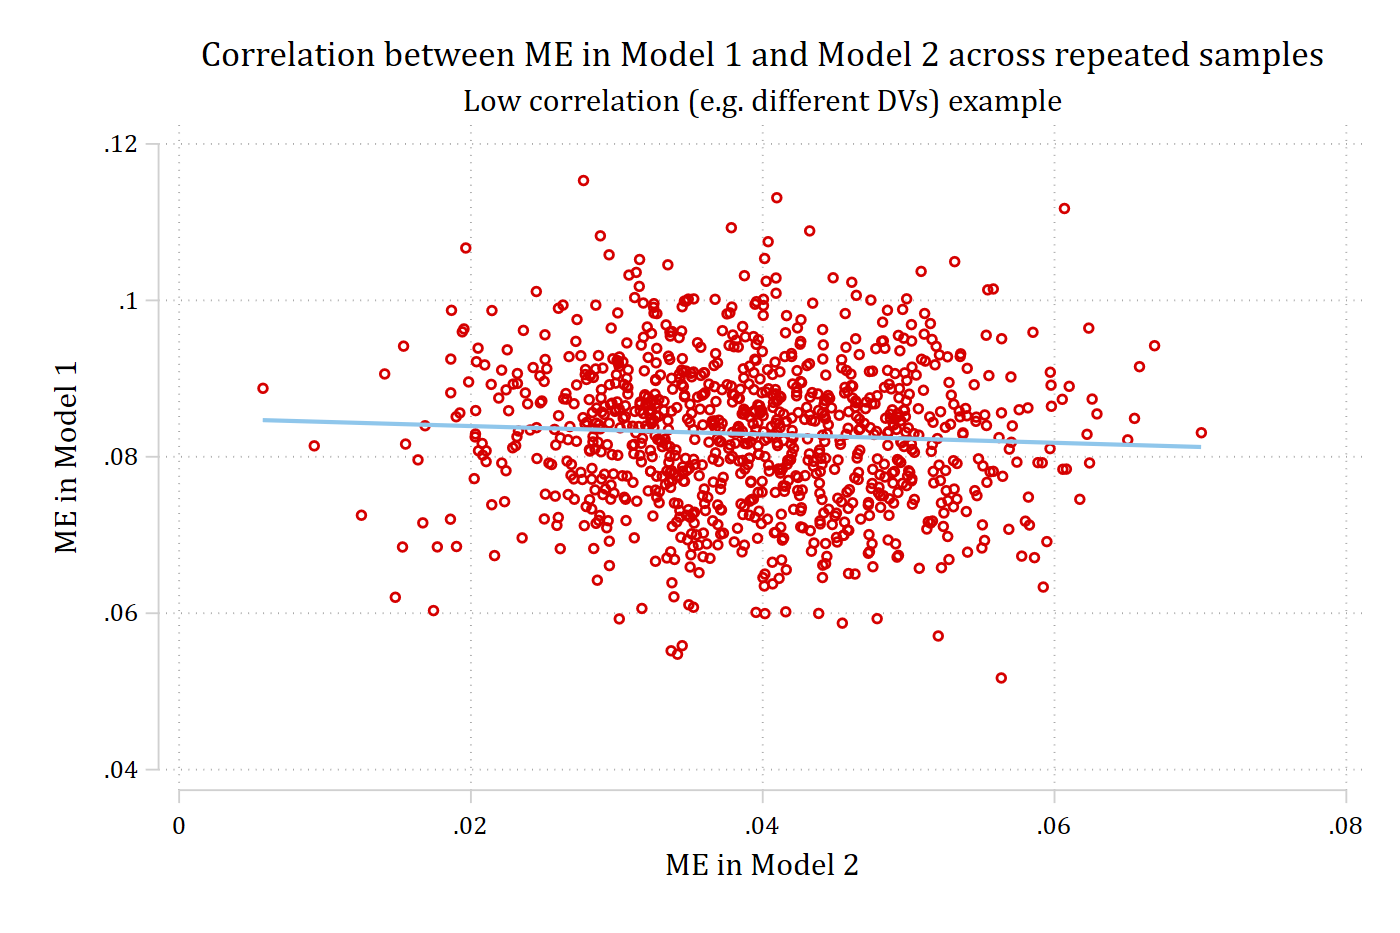 Correlation between ME in Model 1 and Model 2 across repeated samples
Low correlation (e.g. different DVs) example
.12
.1
.08
.06
.04
ME in Model 1
0 .02 .04 .06 .08
ME in Model 2